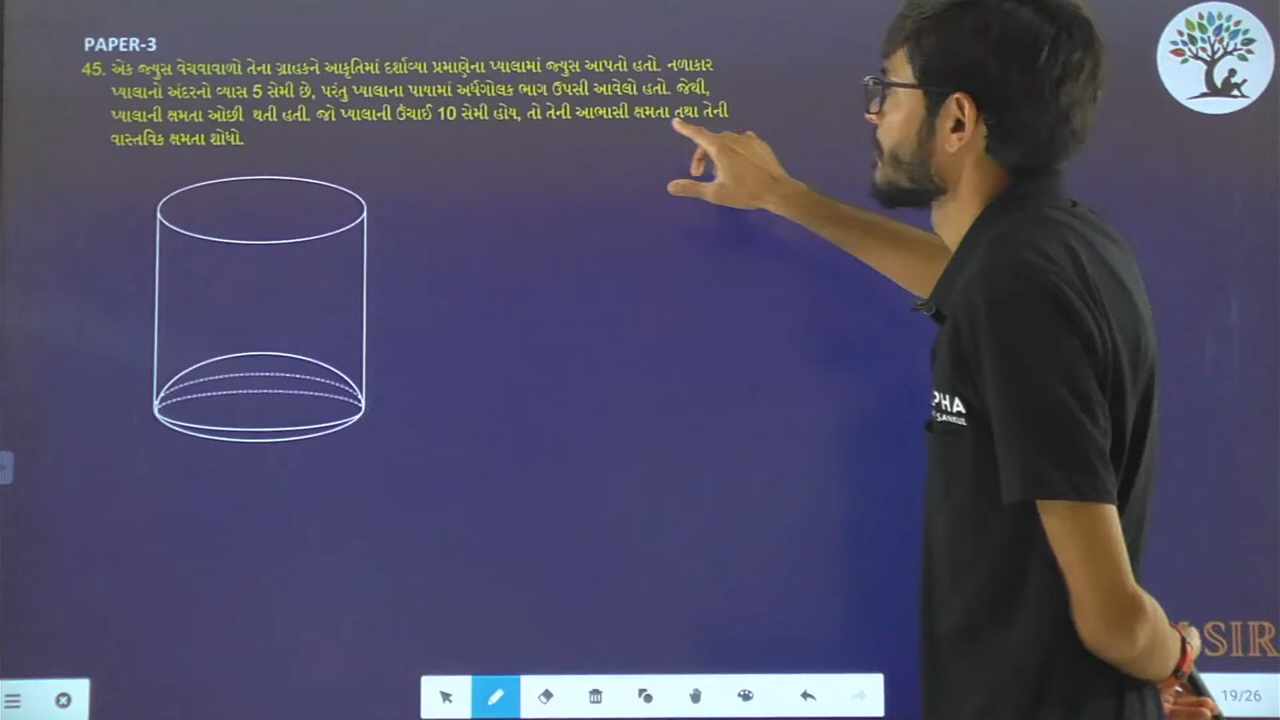 PAPER-3
45. એક જ્યુસ વેચવાવાળો તેના ગ્રાહકને આકૃતિમાં દર્શાવ્યા પ્રમાણેના પ્યાલામાં જ્યુસ આપતો હતો. નળાકાર
પ્યાલાનો અંદરનો વ્યાસ 5 સેમી છે, પરંતુ પ્યાલાના પાયામાં અર્ધગોલક ભાગ ઉપસી આવેલો હતો. જેથી,
પ્યાલાની ક્ષમતા ઓછી થતી હતી. જો પ્યાલાની ઉંચાઈ 10 સેમી હોય, તો તેની આભાસી ક્ષમતા તથા તેની
વાસ્તવિક ક્ષમતા શોધો.
PHA
SANKUL
SIR
19/26